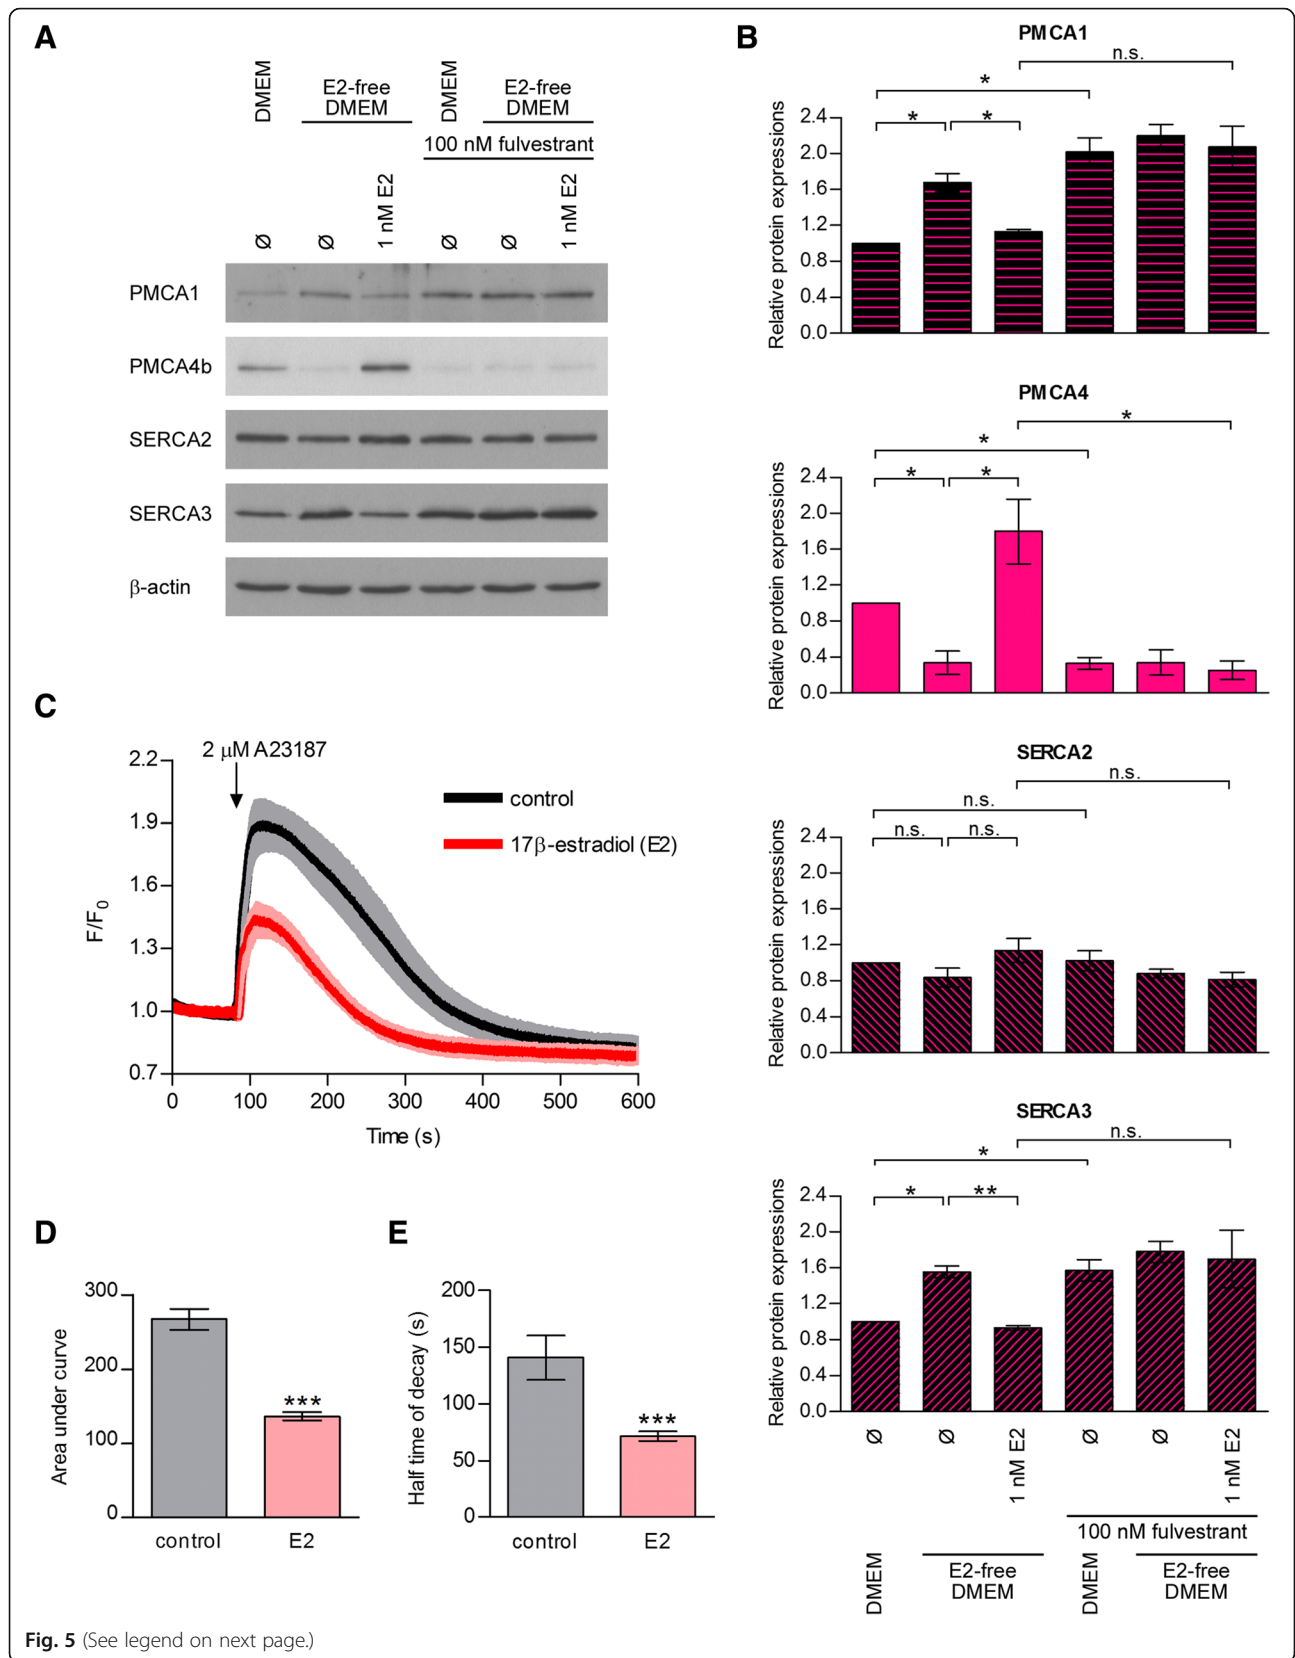 A
DMEM
E2-free
DMEM
DMEM
E2-free
DMEM
100 nM fulvestrant
Ø
Ø
1 nM E2
Ø
Ø
1 nM E2
PMCA1
PMCA4b
SERCA2
SERCA3
β-actin
B
PMCA1
n.s.
*
*
*
Relative protein expressions
2.4
2.0
1.6
1.2
0.8
0.4
0.0
PMCA4
*
*
*
*
Relative protein expressions
2.4
2.0
1.6
1.2
0.8
0.4
0.0
SERCA2
n.s.
n.s.
n.s.
n.s.
Relative protein expressions
2.4
2.0
1.6
1.2
0.8
0.4
0.0
SERCA3
n.s.
*
*
**
Relative protein expressions
2.4
2.0
1.6
1.2
0.8
0.4
0.0
Ø
Ø
1 nM E2
Ø
Ø
1 nM E2
100 nM fulvestrant
DMEM
E2-free
DMEM
DMEM
E2-free
DMEM
C
2 µM A23187
control
17β-estradiol (E2)
F/F0
2.2
1.9
1.6
1.3
1.0
0.7
0
100
200
300
400
500
600
Time (s)
D
Area under curve
300
200
100
0
***
control
E2
E
Half time of decay (s)
200
150
100
50
0
***
control
E2
Fig. 5 (See legend on next page.)